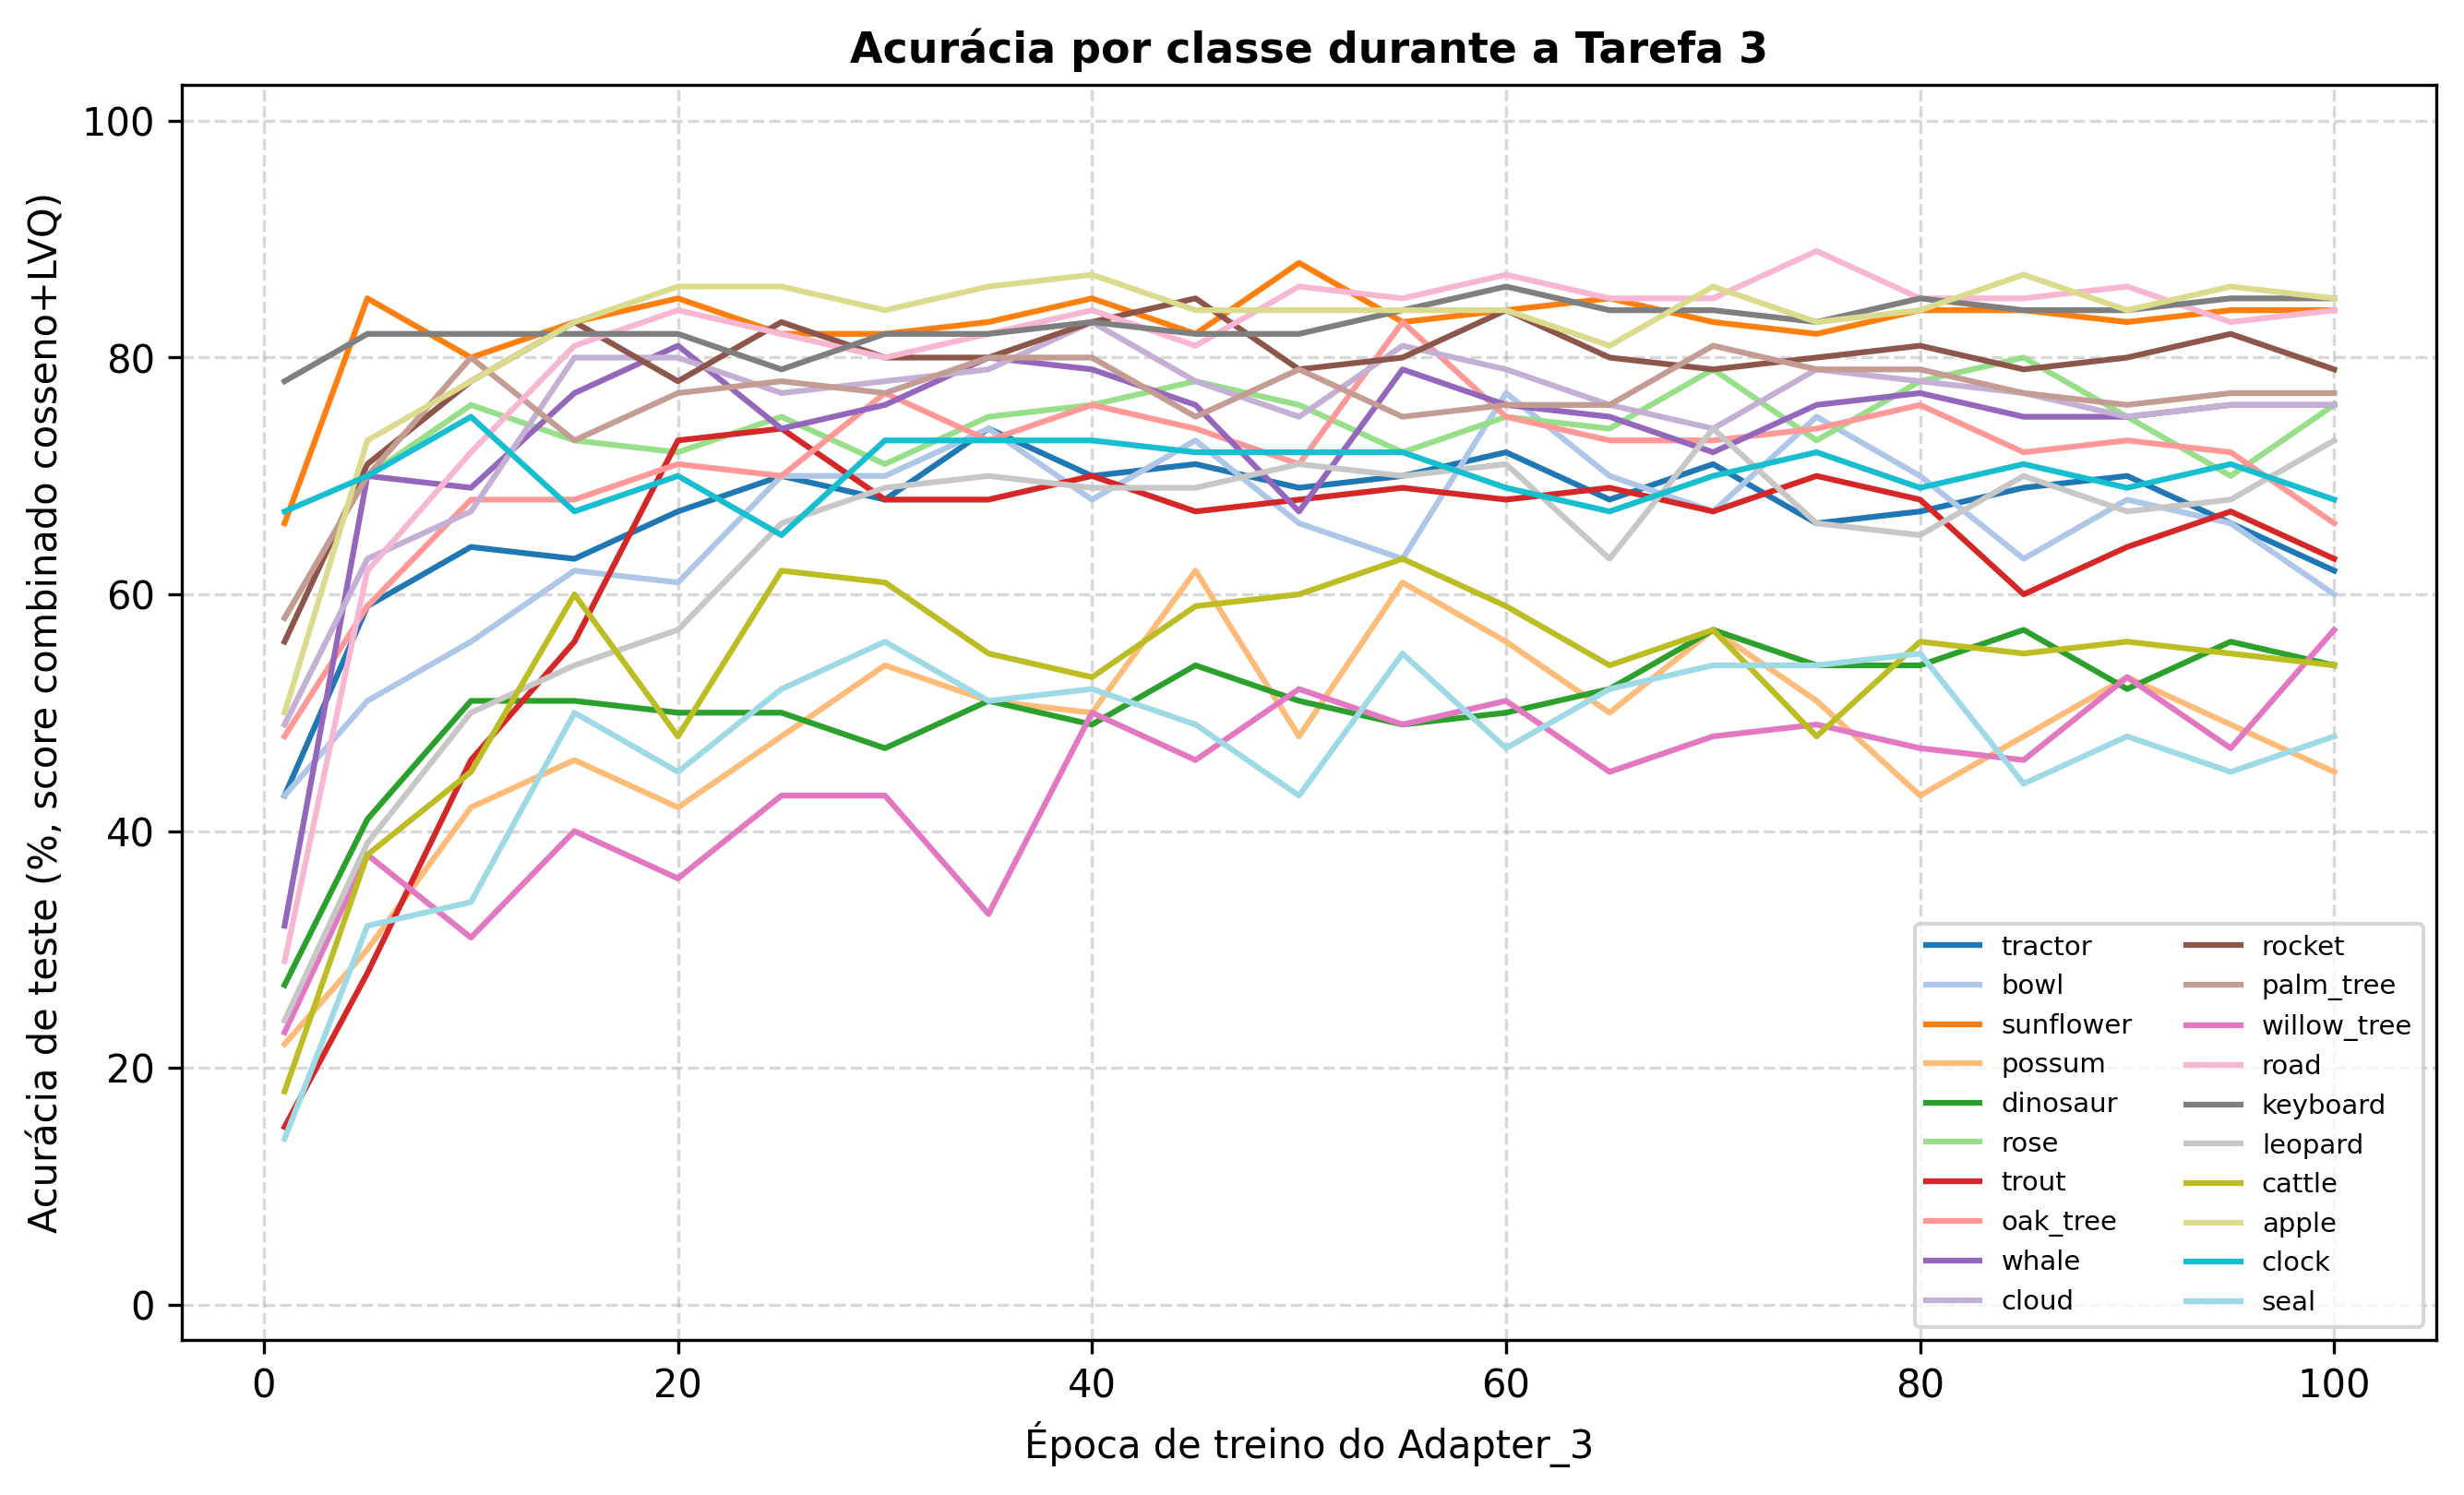 Acurácia por classe durante a Tarefa 3
Acurácia de teste (%, score combinado cosseno+LVQ)
100
80
60
40
20
0
0 20 40 60 80 100
Época de treino do Adapter_3
tractor
bowl
sunflower
possum
dinosaur
rose
trout
oak_tree
whale
cloud
rocket
palm_tree
willow_tree
road
keyboard
leopard
cattle
apple
clock
seal